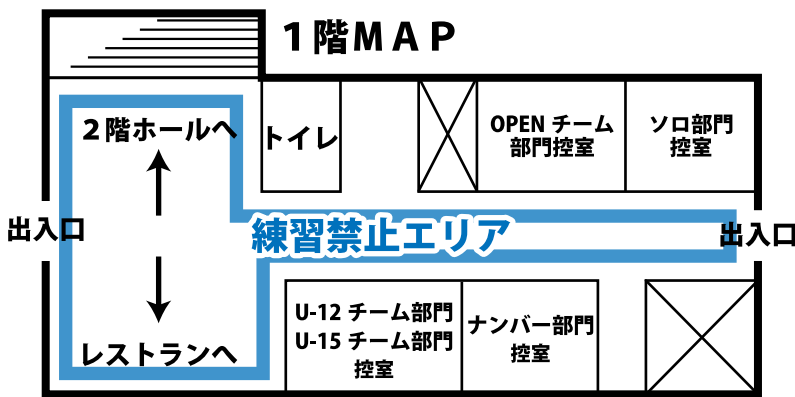 1階MAP
2階ホールへ
トイレ
OPEN チーム
部門控室
ソロ部門
控室
出入口
練習禁止エリア
出入口
レストランへ
U-12 チーム部門
U-15 チーム部門
控室
ナンバー部門
控室